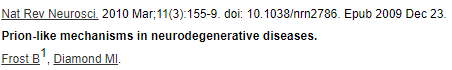 Nat Rev Neurosci. 2010 Mar;11(3):155-9. doi: 10.1038/nrn2786. Epub 2009 Dec 23.
Prion-like mechanisms in neurodegenerative diseases.
Frost B1, Diamond MI.